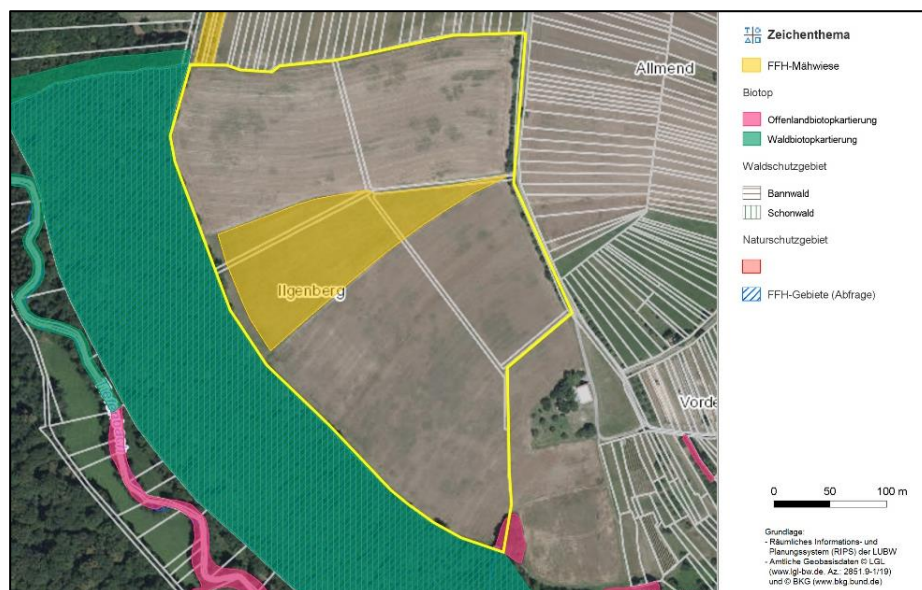 Allmend
Ilgenberg
Vorde
Zeichenthema
FFH-Mähwiese
Biotop
Offenlandbiotopkartierung
Waldbiotopkartierung
Waldschutzgebiet
Bannwald
Schonwald
Naturschutzgebiet
FFH-Gebiete (Abfrage)
0 50 100 m
Grundlage:
- Räumliches Informations- und
Planungssystem (RIPS) der LUBW
- Amtliche Geobasisdaten © LGL
(www.lgl-bw.de, Az.: 2851.9-1/19)
und © BKG (www.bkg.bund.de)